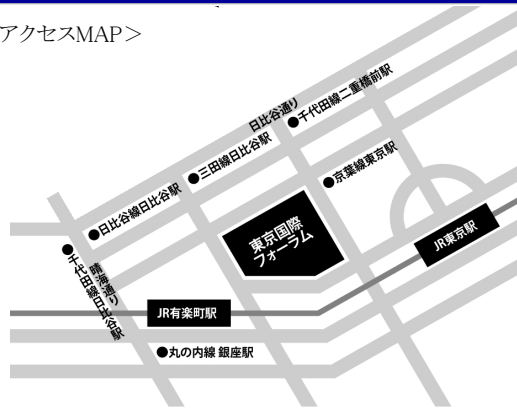 アクセスMAP＞
日比谷通り
●千代田線二重橋前駅
●三田線日比谷駅
●京葉線東京駅
●日比谷線日比谷駅
東京国際
フォーラム
●千代田線日比谷駅
晴海通り
JR東京駅
JR有楽町駅
●丸の内線 銀座駅